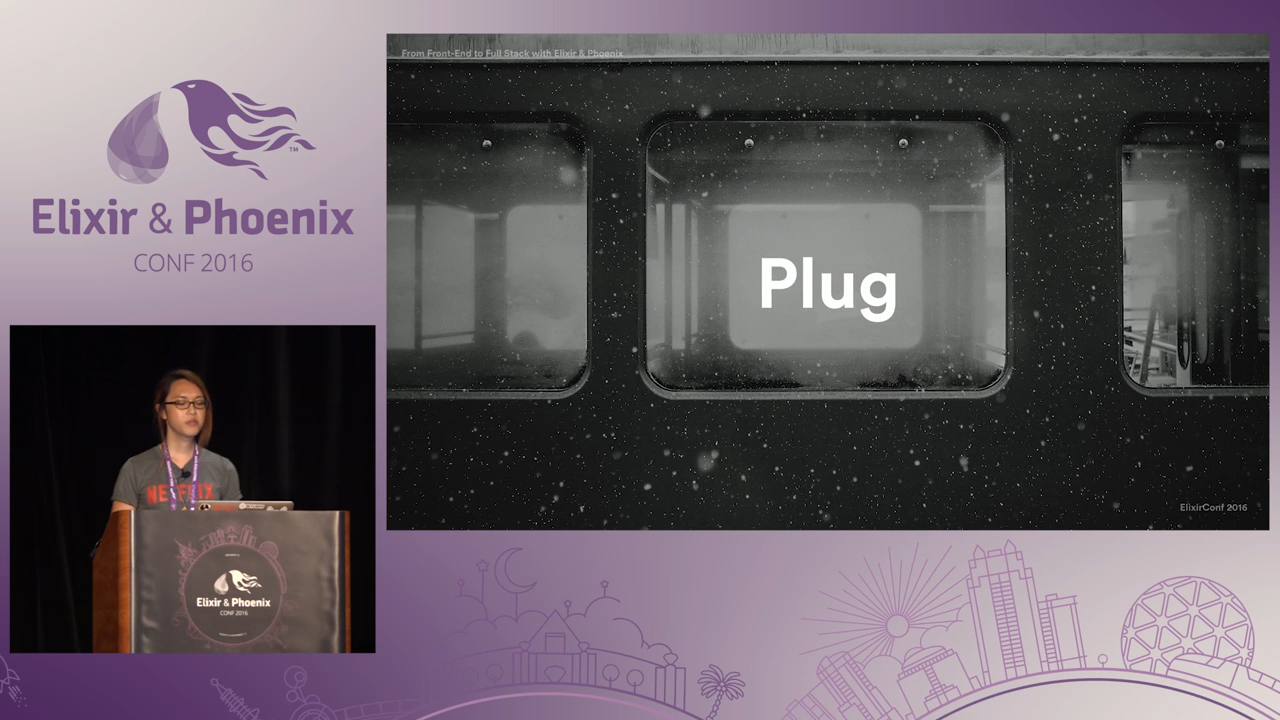 TM
Elixir & Phoenix
CONF 2016
From Front-End to Full Stack with Elixir & Phoenix
Plug
ElixirConf 2016
NETFLIX
Elixir & Phoenix
CONF 2016